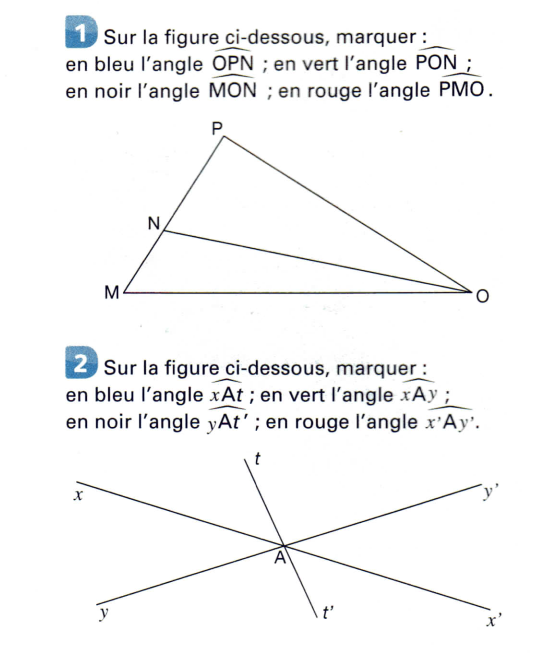 1 Sur la figure ci-dessous, marquer :
en bleu l'angle OPN ; en vert l'angle PON ;
en noir l'angle MON ; en rouge l'angle PMO.
P
N
M
O
2 Sur la figure ci-dessous, marquer :
en bleu l'angle xAt ; en vert l'angle xAy ;
en noir l'angle yAt' ; en rouge l'angle x'Ay'.
t
x
y'
A
y
t'
x'